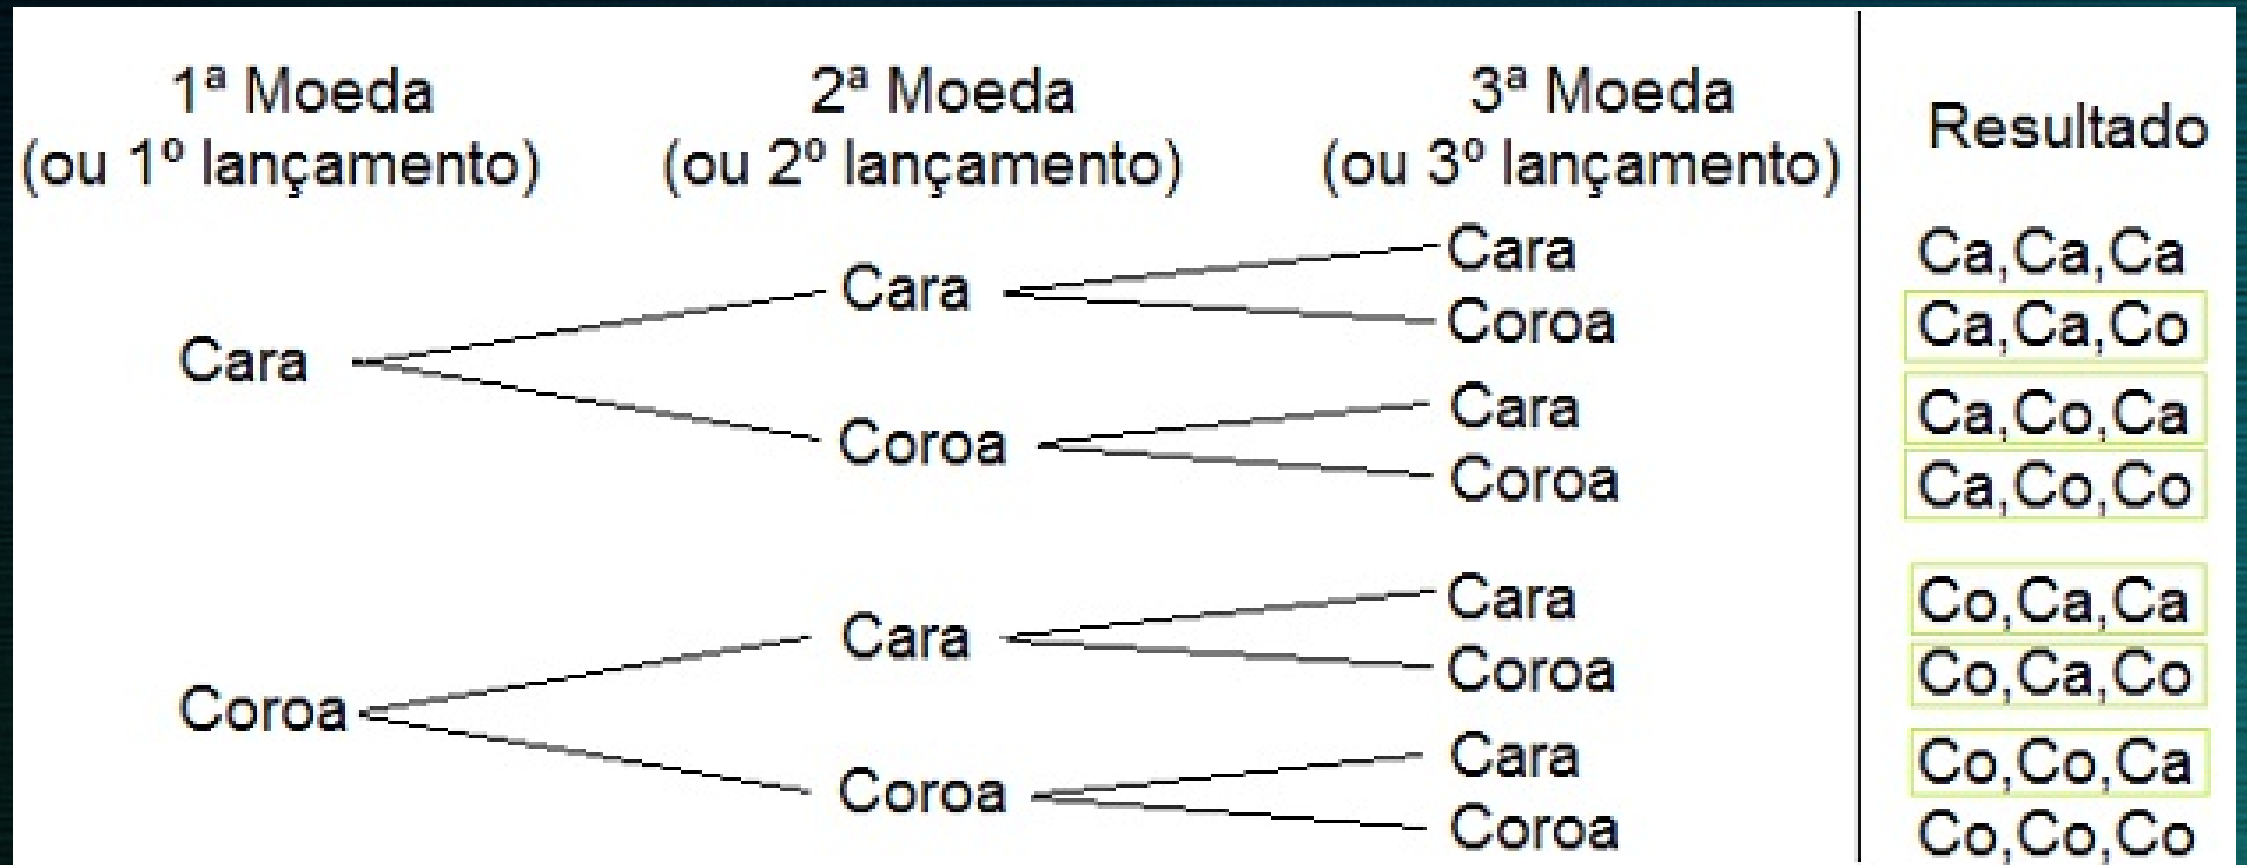 1ª Moeda
(ou 1º lançamento)
2ª Moeda
(ou 2º lançamento)
3ª Moeda
(ou 3º lançamento)
Resultado
Cara
Coroa
Cara
Coroa
Cara
Coroa
Cara
Coroa
Cara
Coroa
Cara
Coroa
Cara
Coroa
Ca,Ca,Ca
Ca,Ca,Co
Ca,Co,Ca
Ca,Co,Co
Co,Ca,Ca
Co,Ca,Co
Co,Co,Ca
Co,Co,Co